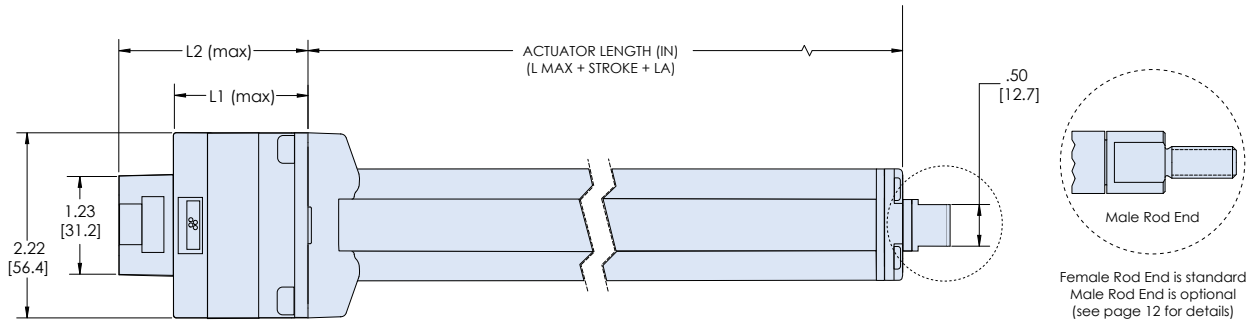 L2 (max)
ACTUATOR LENGTH (IN)
(L MAX + STROKE + LA)
L1 (max)
.50
[12.7]
1.23
[31.2]
2.22
[56.4]
Male Rod End
Female Rod End is standard
Male Rod End is optional
(see page 12 for details)